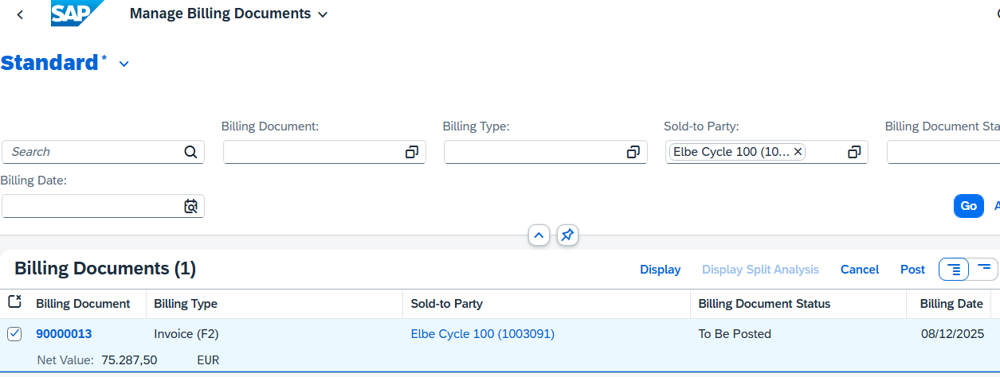 SAP Manage Billing Documents
Standard*
Billing Document: Billing Type: Sold-to Party: Billing Document Sta
Search Elbe Cycle 100 (10...
Billing Date:
Go
Billing Documents (1) Display Display Split Analysis Cancel Post
Billing Document Billing Type Sold-to Party Billing Document Status Billing Date
90000013 Invoice (F2) Elbe Cycle 100 (1003091) To Be Posted 08/12/2025
Net Value: 75.287,50 EUR